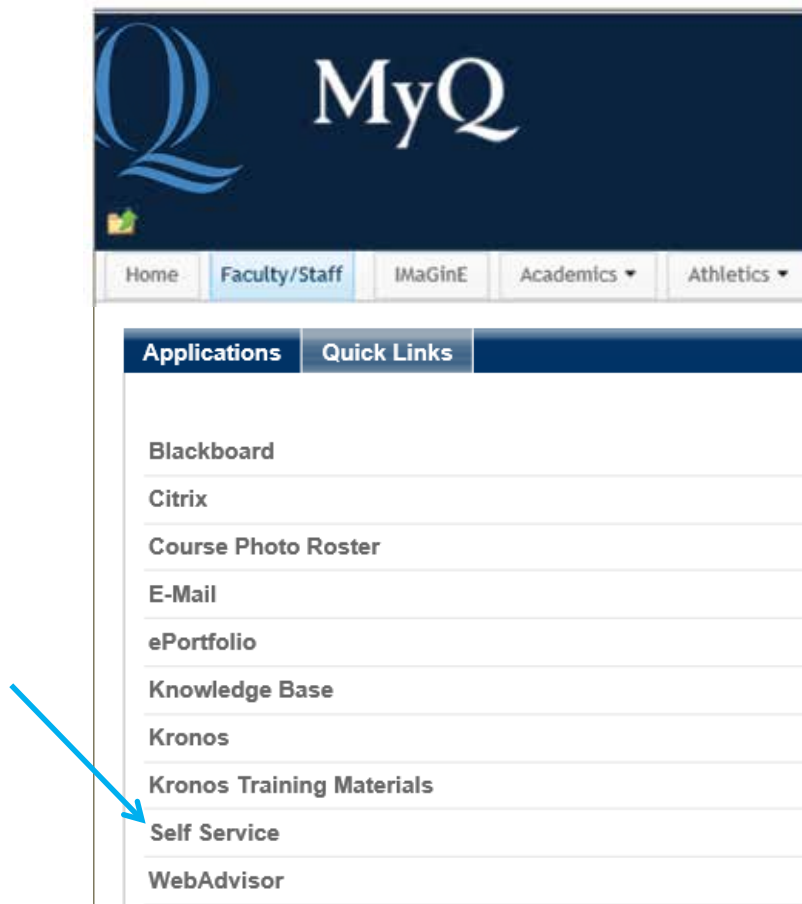 MyQ
Home Faculty/Staff IMaGinE Academics Athletics
Applications Quick Links
Blackboard
Citrix
Course Photo Roster
E-Mail
ePortfolio
Knowledge Base
Kronos
Kronos Training Materials
Self Service
WebAdvisor